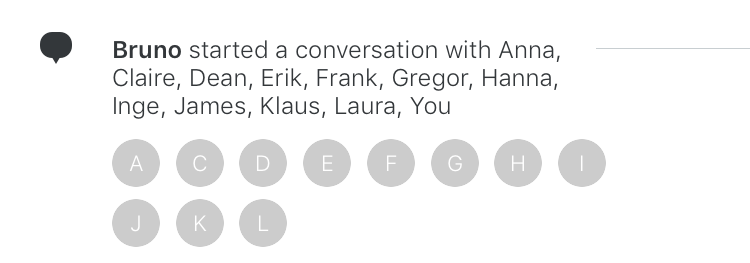 Bruno started a conversation with Anna,
Claire, Dean, Erik, Frank, Gregor, Hanna,
Inge, James, Klaus, Laura, You
A C D E F G H I
J K L